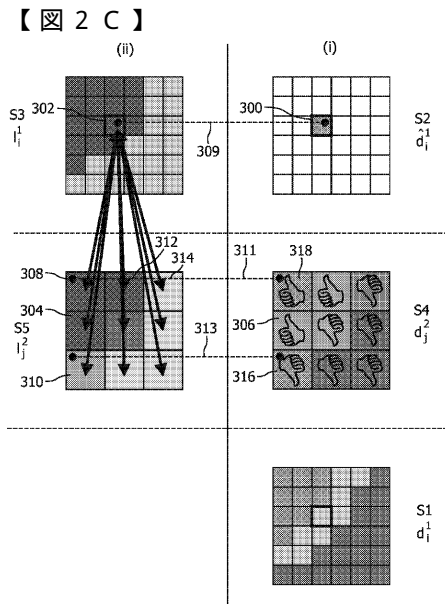 【図２Ｃ】
(ii)
(i)
302
300
S3
l¹ᵢ
S2
d̂¹ᵢ
309
312
314
311
318
308
304
306
S5
l²ⱼ
S4
d²ⱼ
313
310
316
S1
d¹ᵢ